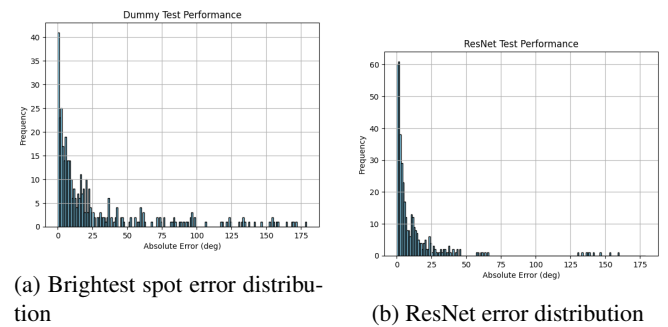 Dummy Test Performance
40
35
30
25
20
15
10
5
0
Frequency
0 25 50 75 100 125 150 175
Absolute Error (deg)
ResNet Test Performance
60
50
40
30
20
10
0
Frequency
0 25 50 75 100 125 150 175
Absolute Error (deg)
(a) Brightest spot error distribu-
tion
(b) ResNet error distribution